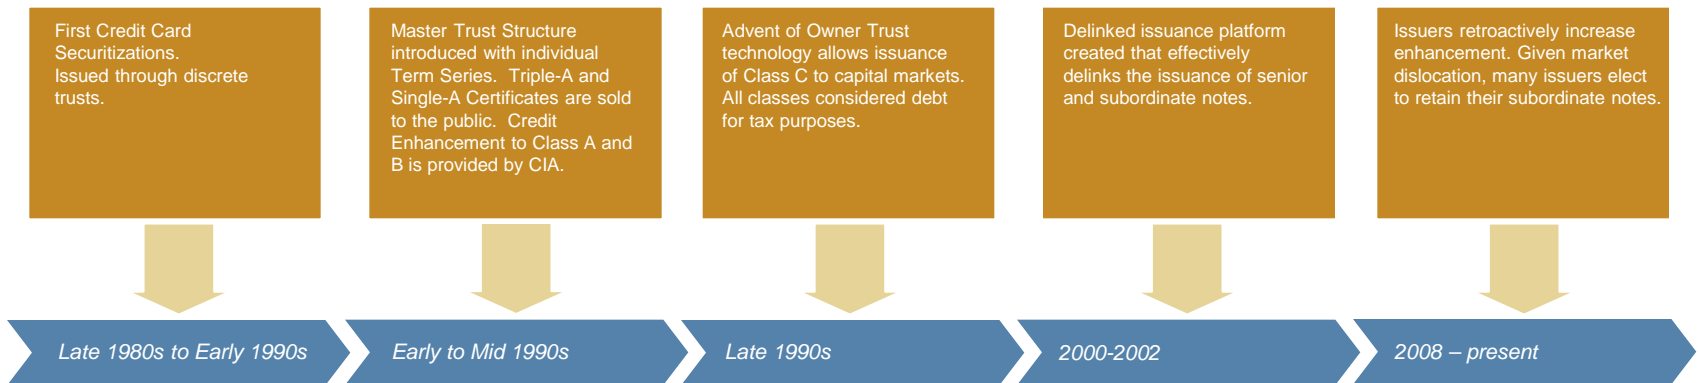 First Credit Card
Securitizations.
Issued through discrete
trusts.
Master Trust Structure
introduced with individual
Term Series.  Triple-A and
Single-A Certificates are sold
to the public.  Credit
Enhancement to Class A and
B is provided by CIA.
Advent of Owner Trust
technology allows issuance
of Class C to capital markets.
All classes considered debt
for tax purposes.
Delinked issuance platform
created that effectively
delinks the issuance of senior
and subordinate notes.
Issuers retroactively increase
enhancement. Given market
dislocation, many issuers elect
to retain their subordinate notes.
Late 1980s to Early 1990s
Early to Mid 1990s
Late 1990s
2000-2002
2008 – present